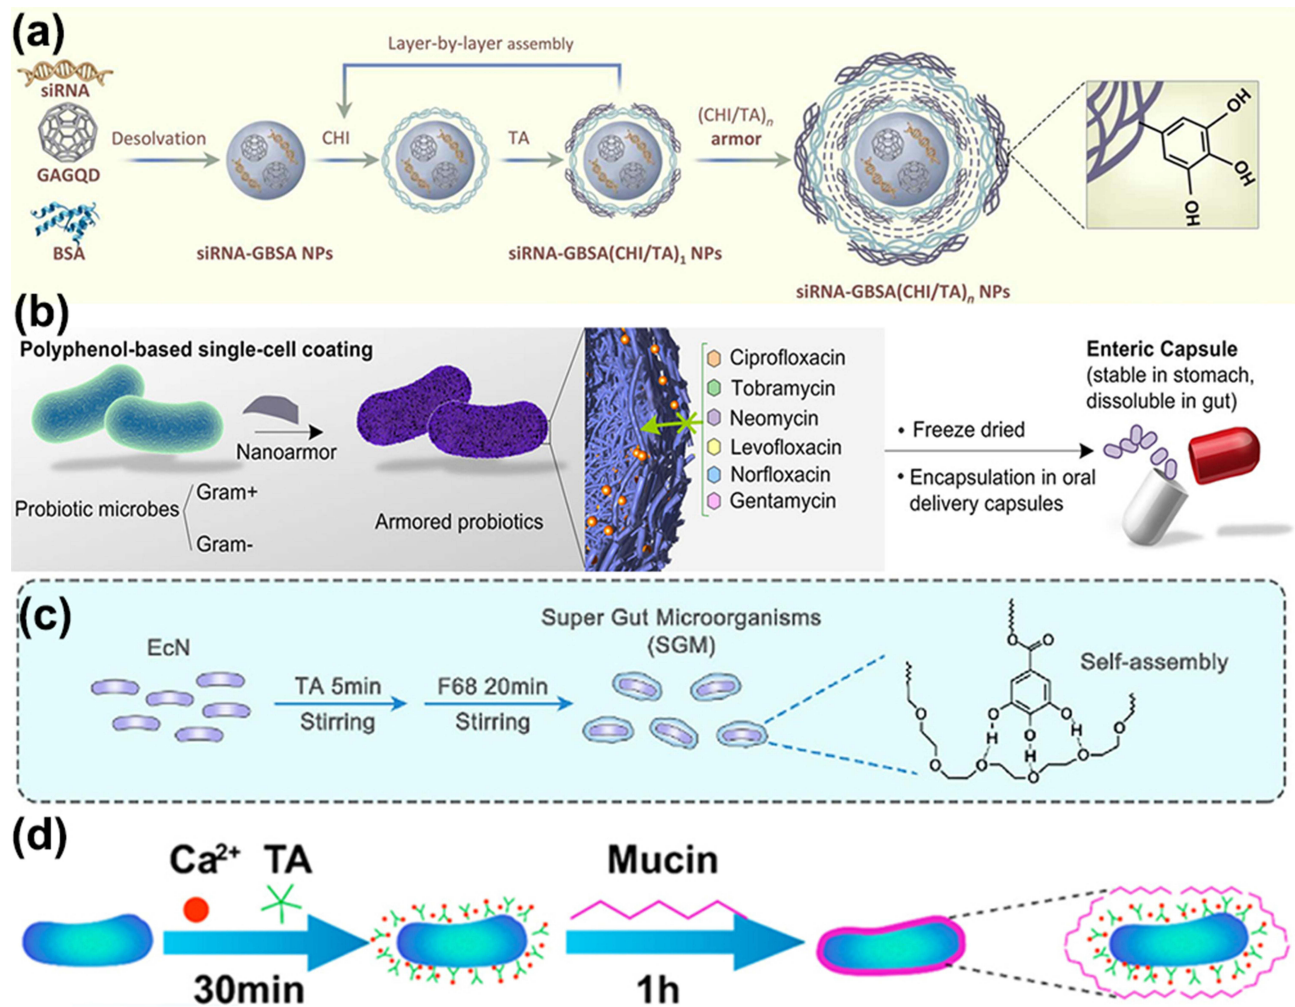 (a)
Layer-by-layer assembly
siRNA
GAGQD
BSA
Desolvation
CHI
TA
(CHI/TA)n
armor
OH
OH
OH
siRNA-GBSA NPs
siRNA-GBSA(CHI/TA)1 NPs
siRNA-GBSA(CHI/TA)n NPs
(b)
Polyphenol-based single-cell coating
Nanoarmor
Probiotic microbes
Gram+
Gram-
Armored probiotics
Ciprofloxacin
Tobramycin
Neomycin
Levofloxacin
Norfloxacin
Gentamycin
• Freeze dried
• Encapsulation in oral
delivery capsules
Enteric Capsule
(stable in stomach,
dissoluble in gut)
(c)
EcN
TA 5min
Stirring
F68 20min
Stirring
Super Gut Microorganisms
(SGM)
Self-assembly
O
O
O
O
O
H
H
H
O
O
O
O
O
O
(d)
Ca2+
TA
30min
Mucin
1h